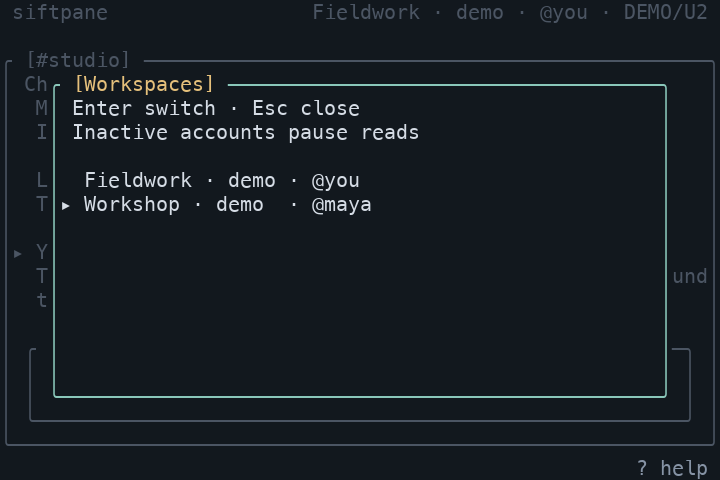 siftpane Fieldwork · demo · @you · DEMO/U2
[#studio]
Ch
[Workspaces]
M
Enter switch · Esc close
I
Inactive accounts pause reads
L
Fieldwork · demo · @you
T
▸ Workshop · demo · @maya
▸ Y
T und
t
? help